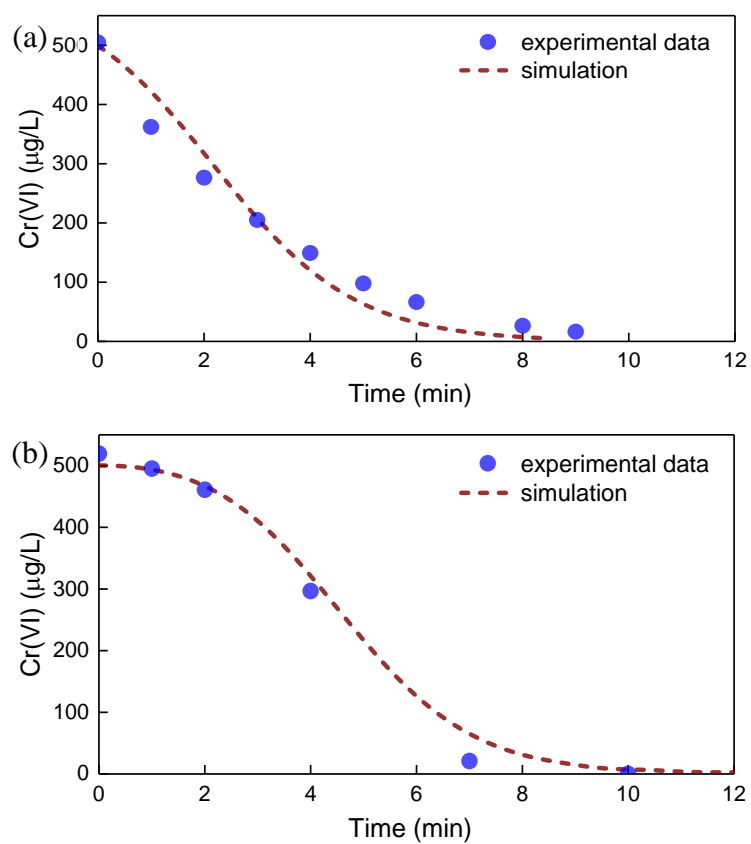 (a)
500
400
300
200
100
0
Cr(VI) (μg/L)
experimental data
simulation
0 2 4 6 8 10 12
Time (min)
(b)
500
400
300
200
100
0
Cr(VI) (μg/L)
experimental data
simulation
0 2 4 6 8 10 12
Time (min)